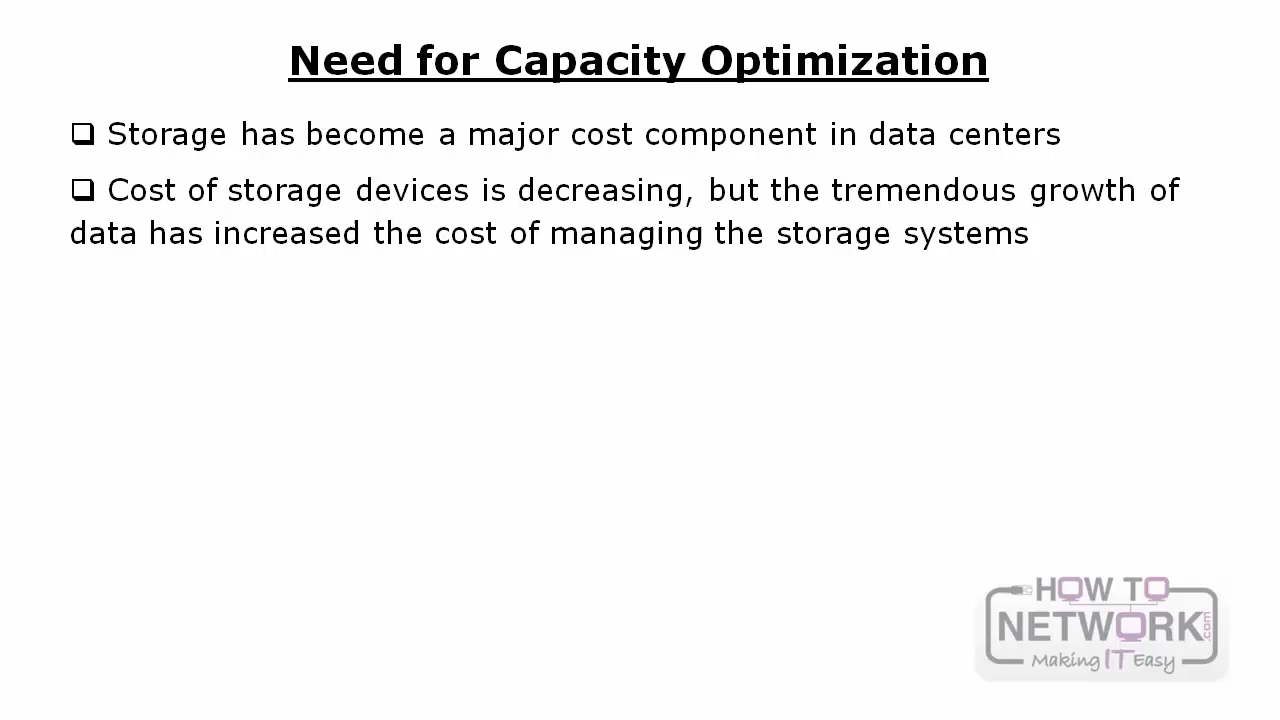 Need for Capacity Optimization
❑ Storage has become a major cost component in data centers
❑ Cost of storage devices is decreasing, but the tremendous growth of
data has increased the cost of managing the storage systems
HOW TO
NETWORK.com
Making IT Easy